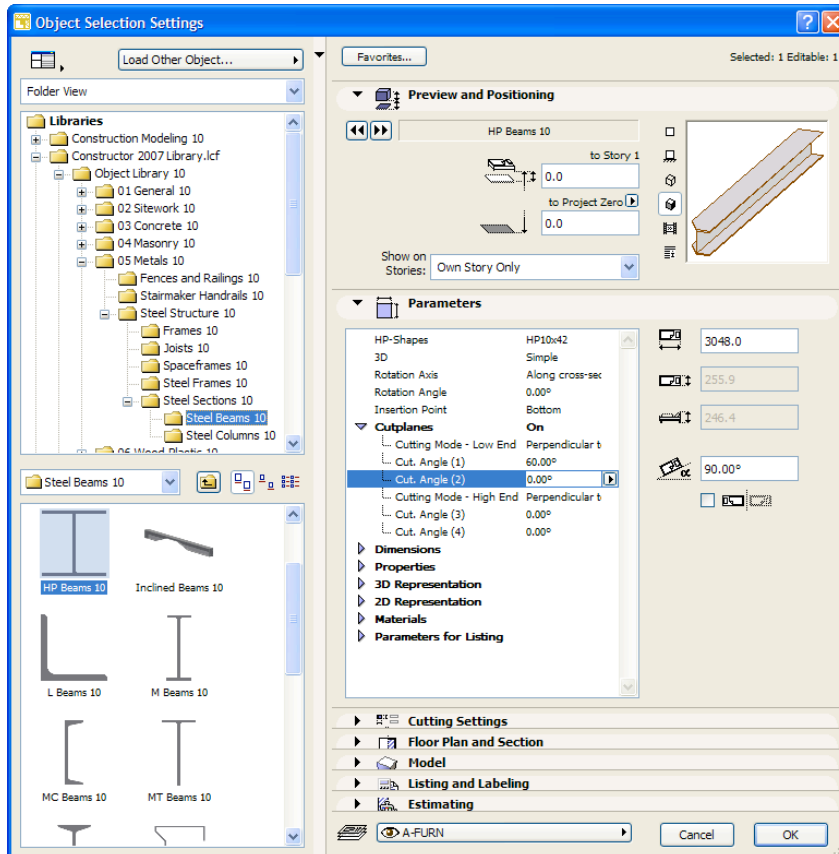 Object Selection Settings
Load Other Object...
Folder View
Libraries
Construction Modeling 10
Constructor 2007 Library.lcf
Object Library 10
01 General 10
02 Sitework 10
03 Concrete 10
04 Masonry 10
05 Metals 10
Fences and Railings 10
Stairmaker Handrails 10
Steel Structure 10
Frames 10
Joists 10
Spaceframes 10
Steel Frames 10
Steel Sections 10
Steel Beams 10
Steel Columns 10
06 Wood-Plastic 10
Steel Beams 10
HP Beams 10 Inclined Beams 10
L Beams 10 M Beams 10
MC Beams 10 MT Beams 10
Favorites... Selected: 1 Editable: 1
Preview and Positioning
HP Beams 10
to Story 1
0.0
to Project Zero
0.0
Show on
Stories: Own Story Only
Parameters
HP-Shapes HP10x42
3D Simple
Rotation Axis Along cross-sec
Rotation Angle 0.00°
Insertion Point Bottom
Cutplanes On
Cutting Mode - Low End Perpendicular t
Cut. Angle (1) 60.00°
Cut. Angle (2) 0.00°
Cutting Mode - High End Perpendicular t
Cut. Angle (3) 0.00°
Cut. Angle (4) 0.00°
Dimensions
Properties
3D Representation
2D Representation
Materials
Parameters for Listing
3048.0
255.9
246.4
α 90.00°
Cutting Settings
Floor Plan and Section
Model
Listing and Labeling
Estimating
A-FURN Cancel OK